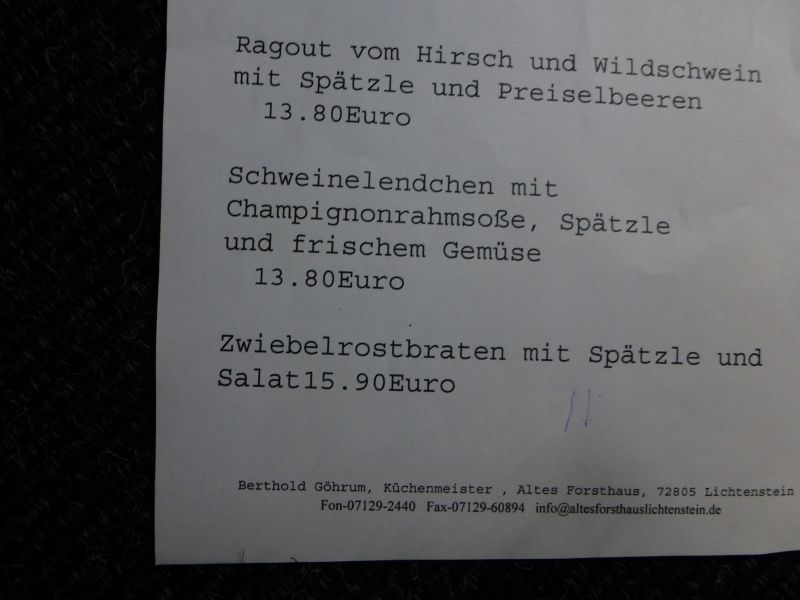 Ragout vom Hirsch und Wildschwein
mit Spätzle und Preiselbeeren
13.80Euro
Schweinelendchen mit
Champignonrahmsoße, Spätzle
und frischem Gemüse
13.80Euro
Zwiebelrostbraten mit Spätzle und
Salat15.90Euro
Berthold Göhrum, Küchenmeister , Altes Forsthaus, 72805 Lichtenstein
Fon-07129-2440 Fax-07129-60894 info@altesforsthauslichtenstein.de